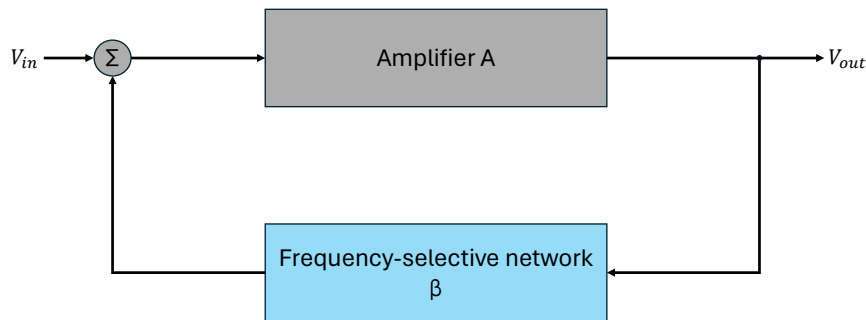 V_in
Σ
Amplifier A
V_out
Frequency-selective network
β